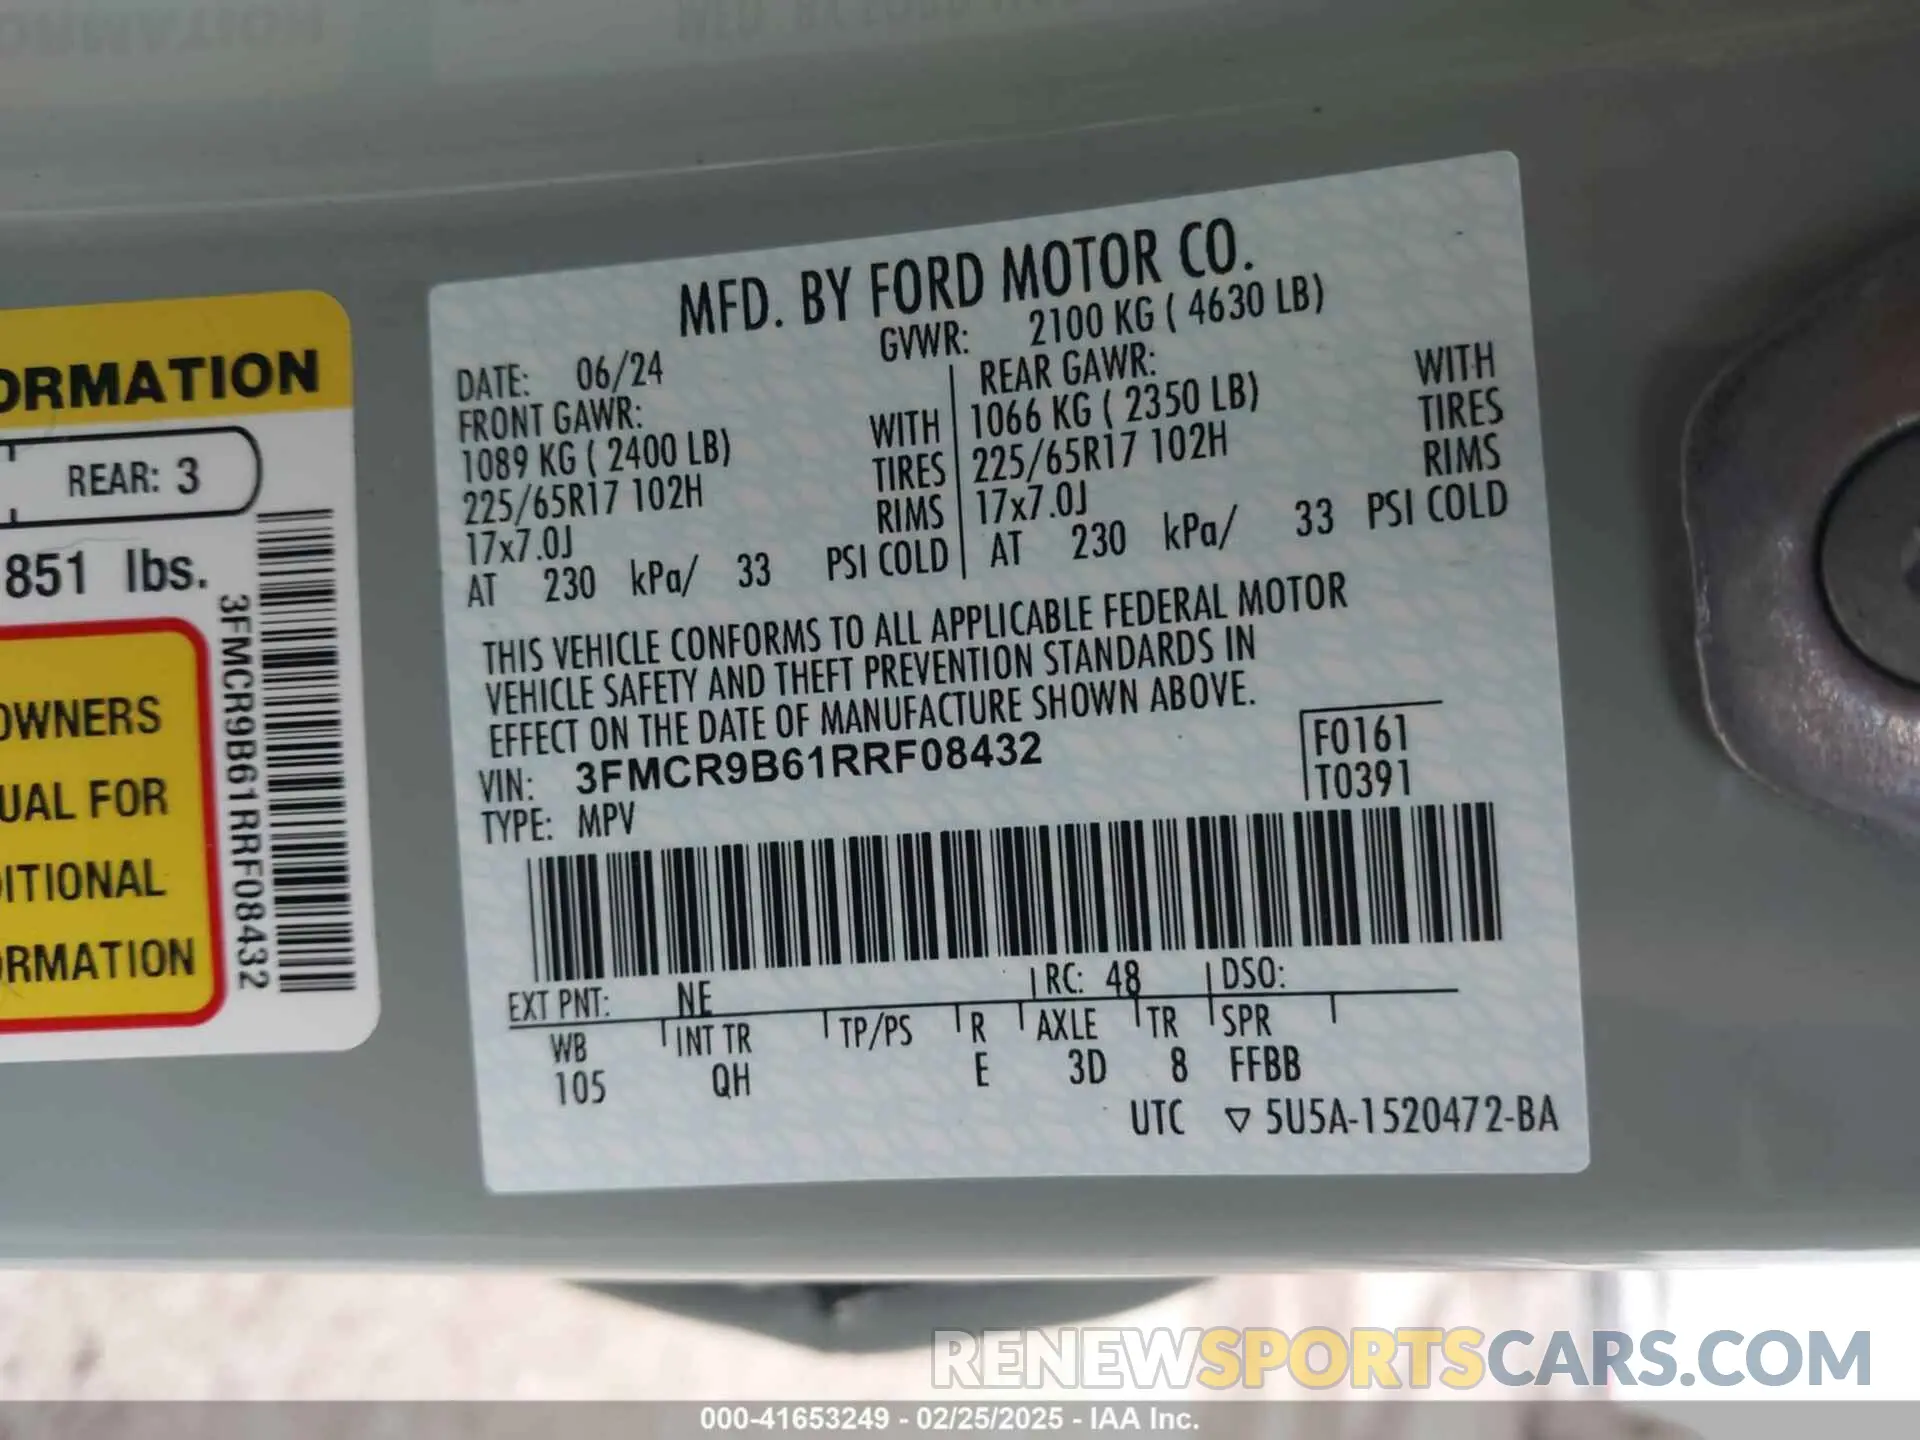 MFD. BY FORD MOTOR CO.
DATE: 06/24 GVWR: 2100 KG ( 4630 LB)
FRONT GAWR: WITH
1089 KG ( 2400 LB) TIRES
225/65R17 102H RIMS
17x7.0J
AT 230 kPa/ 33 PSI COLD
REAR GAWR: WITH
1066 KG ( 2350 LB) TIRES
225/65R17 102H RIMS
17x7.0J
AT 230 kPa/ 33 PSI COLD
THIS VEHICLE CONFORMS TO ALL APPLICABLE FEDERAL MOTOR
VEHICLE SAFETY AND THEFT PREVENTION STANDARDS IN
EFFECT ON THE DATE OF MANUFACTURE SHOWN ABOVE.
VIN: 3FMCR9B61RRF08432
TYPE: MPV
F0161
T0391
EXT PNT: NE RC: 48 DSO:
WB INT TR TP/PS R AXLE TR SPR
105 QH E 3D 8 FFBB
UTC ▽ 5U5A-1520472-BA
ORMATION
REAR: 3
851 lbs.
3FMCR9B61RRF08432
OWNERS
UAL FOR
ITIONAL
ORMATION
RENEWSPORTSCARS.COM
000-41653249 - 02/25/2025 - IAA Inc.